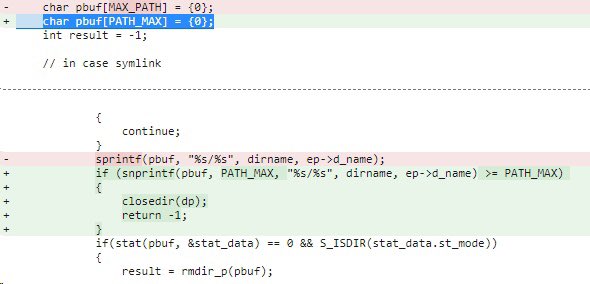 -    char pbuf[MAX_PATH] = {0};
+    char pbuf[PATH_MAX] = {0};
     int result = -1;
     // in case symlink
            {
                continue;
            }
-            sprintf(pbuf, "%s/%s", dirname, ep->d_name);
+            if (snprintf(pbuf, PATH_MAX, "%s/%s", dirname, ep->d_name) >= PATH_MAX)
+            {
+                closedir(dp);
+                return -1;
+            }
            if(stat(pbuf, &stat_data) == 0 && S_ISDIR(stat_data.st_mode))
            {
                result = rmdir_p(pbuf);